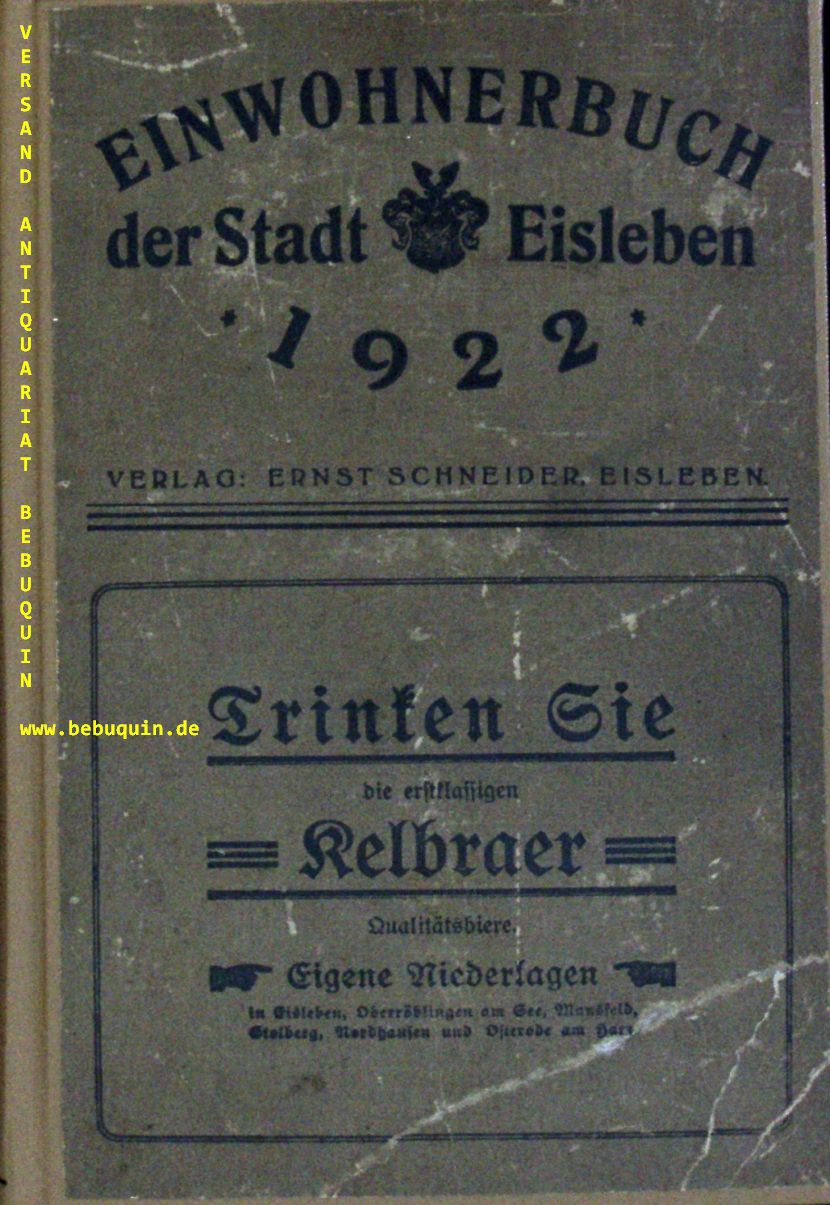 EINWOHNERBUCH
der Stadt Eisleben
* 1922 *
VERLAG: ERNST SCHNEIDER, EISLEBEN.
Trinken Sie
die erstklassigen
Kelbraer
Qualitätsbiere.
Eigene Niederlagen
in Eisleben, Oberröblingen am See, Mansfeld,
Stolberg, Nordhausen und Osterode am Harz
VERSAND ANTIQUARIAT BEBUQUIN
www.bebuquin.de